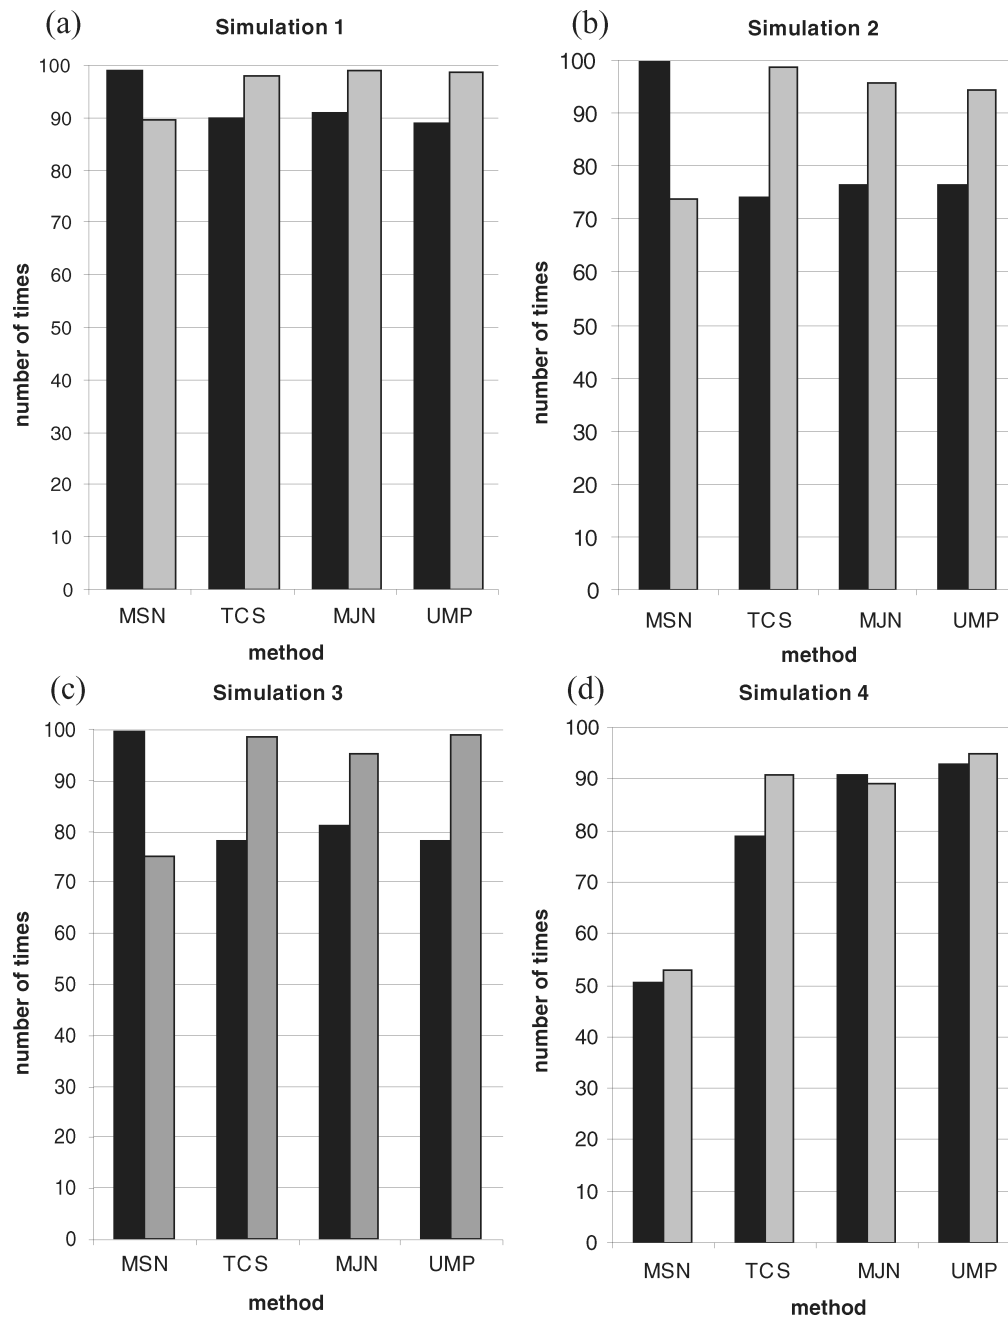 (a)
Simulation 1
100
90
80
70
60
50
40
30
20
10
0
number of times
MSN TCS MJN UMP
method
(b)
Simulation 2
100
90
80
70
60
50
40
30
20
10
0
number of times
MSN TCS MJN UMP
method
(c)
Simulation 3
100
90
80
70
60
50
40
30
20
10
0
number of times
MSN TCS MJN UMP
method
(d)
Simulation 4
100
90
80
70
60
50
40
30
20
10
0
number of times
MSN TCS MJN UMP
method